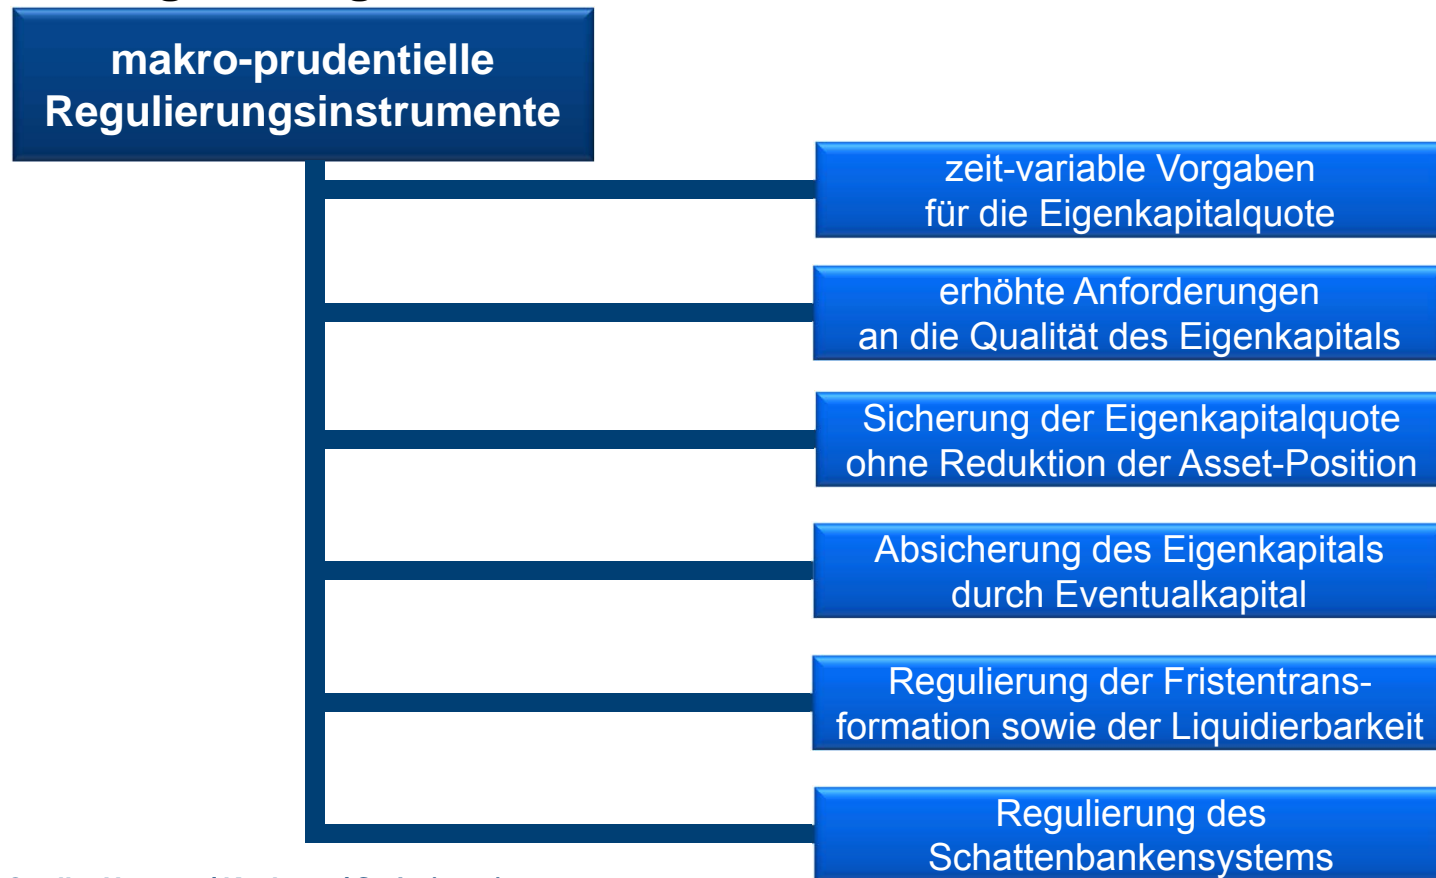 makro-prudentielle
Regulierungsinstrumente
zeit-variable Vorgaben
für die Eigenkapitalquote
erhöhte Anforderungen
an die Qualität des Eigenkapitals
Sicherung der Eigenkapitalquote
ohne Reduktion der Asset-Position
Absicherung des Eigenkapitals
durch Eventualkapital
Regulierung der Fristentrans-
formation sowie der Liquidierbarkeit
Regulierung des
Schattenbankensystems